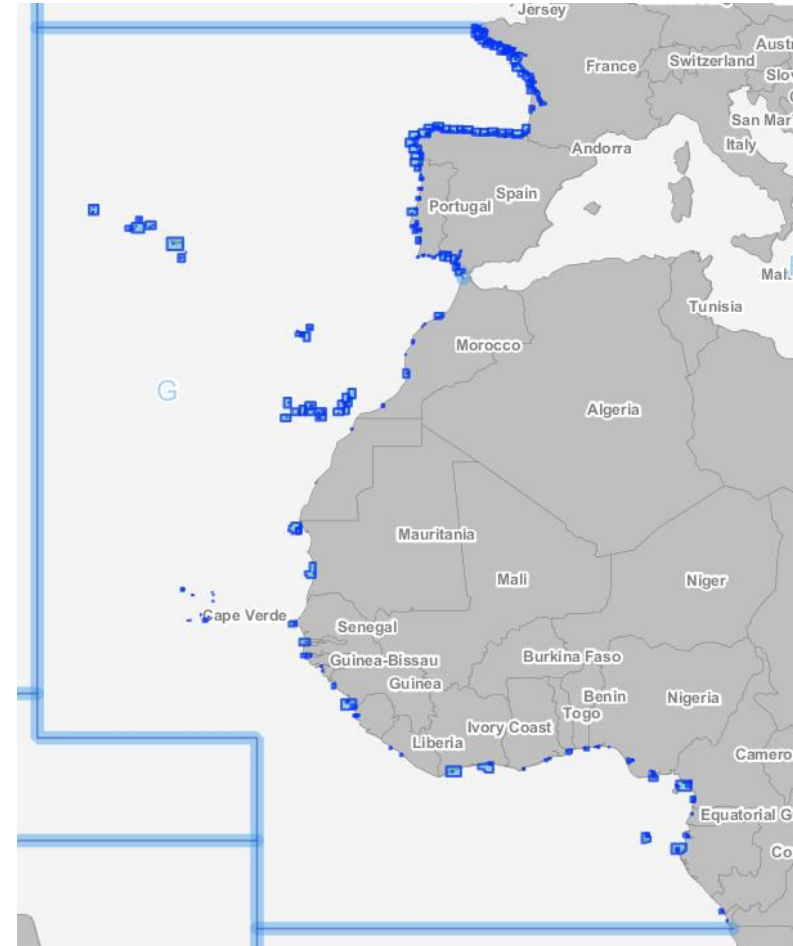 Jersey
France
Switzerland
Austr
Slov
San Mar
Italy
Andorra
Portugal
Spain
Mal.
Tunisia
Morocco
G
Algeria
Mauritania
Mali
Niger
Cape Verde
Senegal
Guinea-Bissau
Burkina Faso
Guinea
Benin
Nigeria
Togo
Ivory Coast
Liberia
Camero
Equatorial G
Co